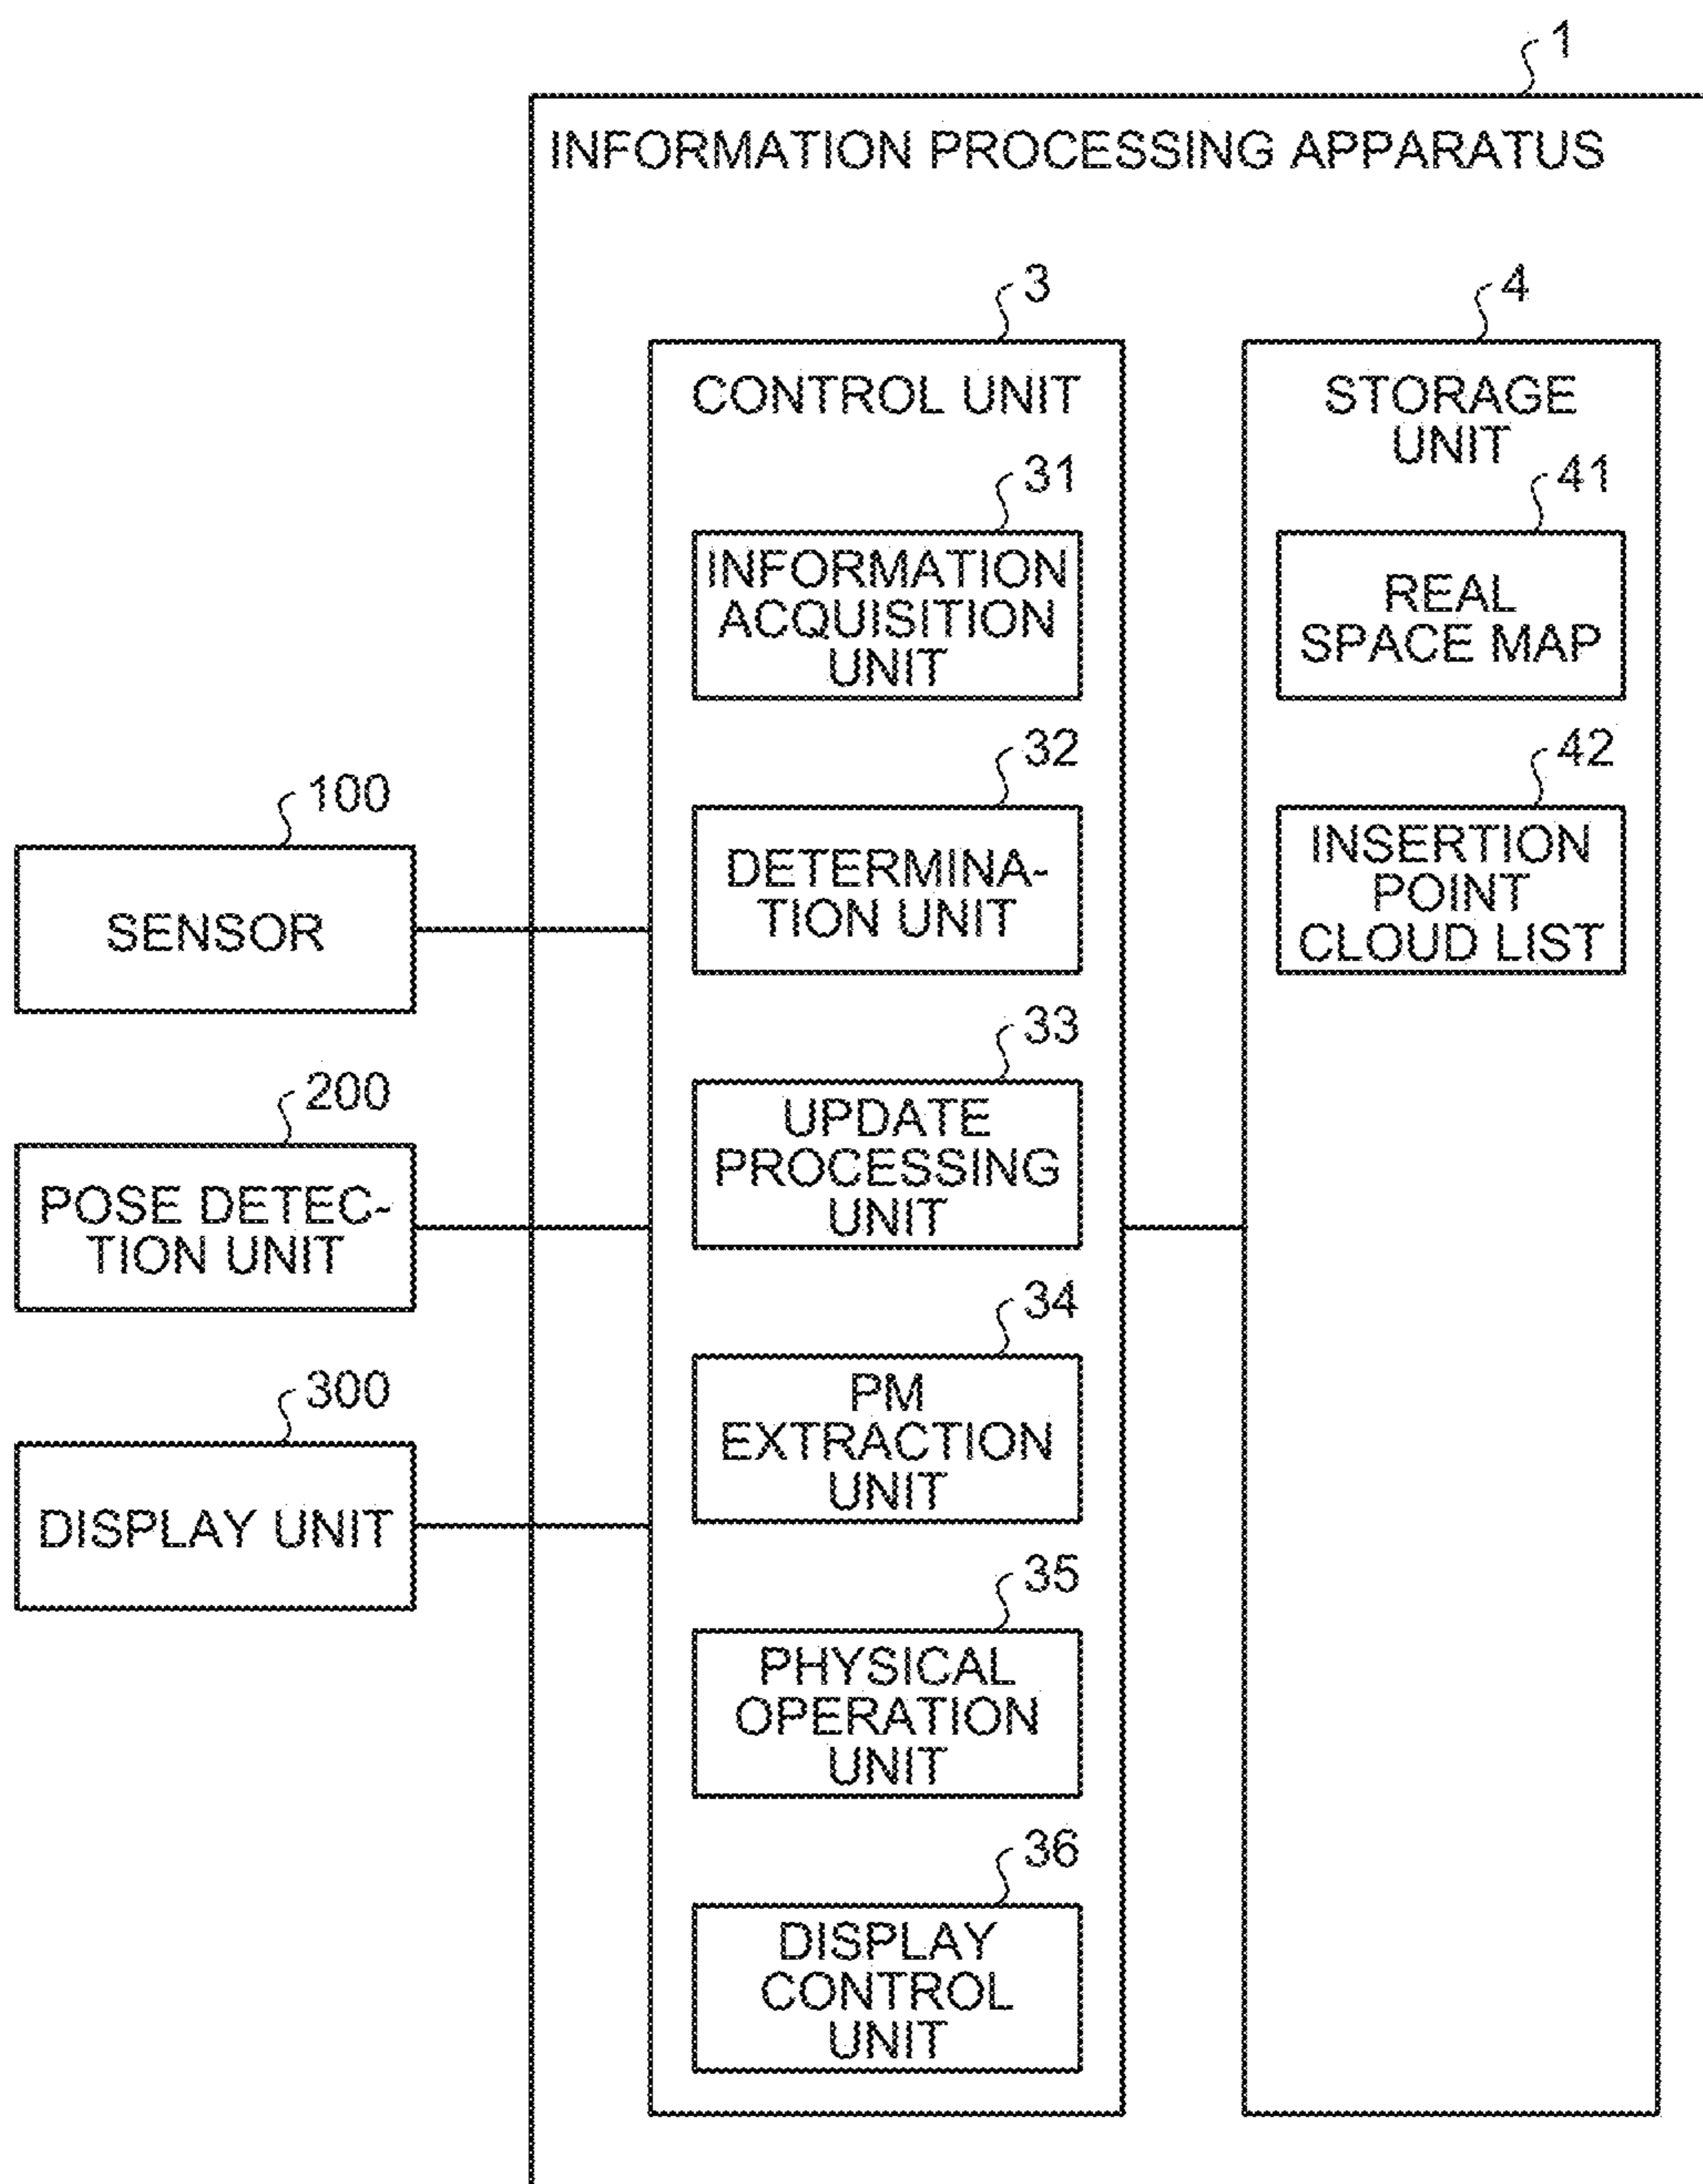 1
INFORMATION PROCESSING APPARATUS
3
CONTROL UNIT
31
INFORMATION
ACQUISITION
UNIT
32
DETERMINA-
TION UNIT
33
UPDATE
PROCESSING
UNIT
34
PM
EXTRACTION
UNIT
35
PHYSICAL
OPERATION
UNIT
36
DISPLAY
CONTROL
UNIT
4
STORAGE
UNIT
41
REAL
SPACE MAP
42
INSERTION
POINT
CLOUD LIST
100
SENSOR
200
POSE DETEC-
TION UNIT
300
DISPLAY UNIT